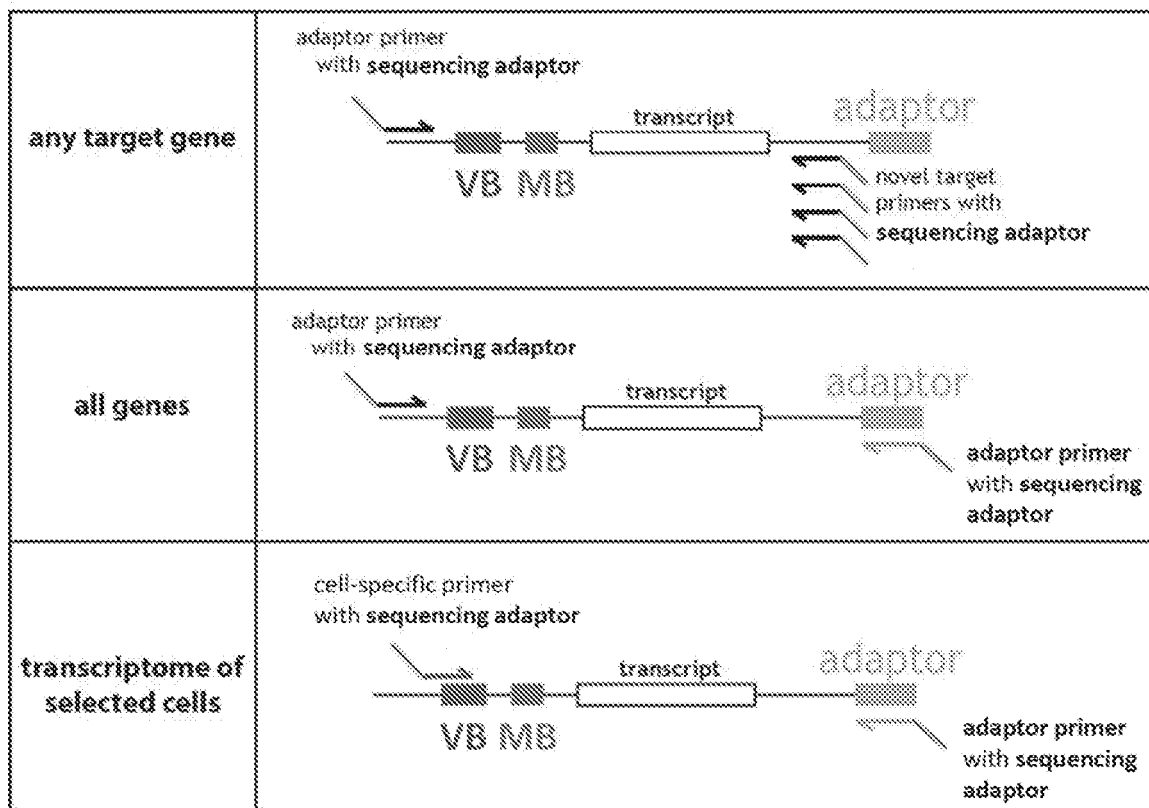 any target gene
adaptor primer
with sequencing adaptor
transcript
adaptor
VB MB
novel target
primers with
sequencing adaptor
all genes
adaptor primer
with sequencing adaptor
transcript
adaptor
VB MB
adaptor primer
with sequencing
adaptor
transcriptome of
selected cells
cell-specific primer
with sequencing adaptor
transcript
adaptor
VB MB
adaptor primer
with sequencing
adaptor